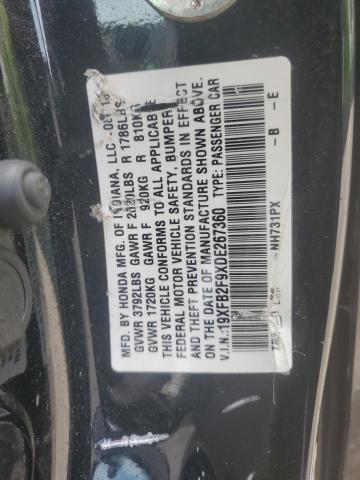 MFD. BY HONDA MFG. OF INDIANA, LLC
GVWR 3792LBS GAWR F 2020LBS R 1786LBS
GVWR 1720KG GAWR F 920KG R 810KG
THIS VEHICLE CONFORMS TO ALL APPLICABLE
FEDERAL MOTOR VEHICLE SAFETY, BUMPER,
AND THEFT PREVENTION STANDARDS IN EFFECT
ON THE DATE OF MANUFACTURE SHOWN ABOVE.
V.I.N.:19XFB2F9XDE267360 TYPE: PASSENGER CAR
NH731PX -B -E